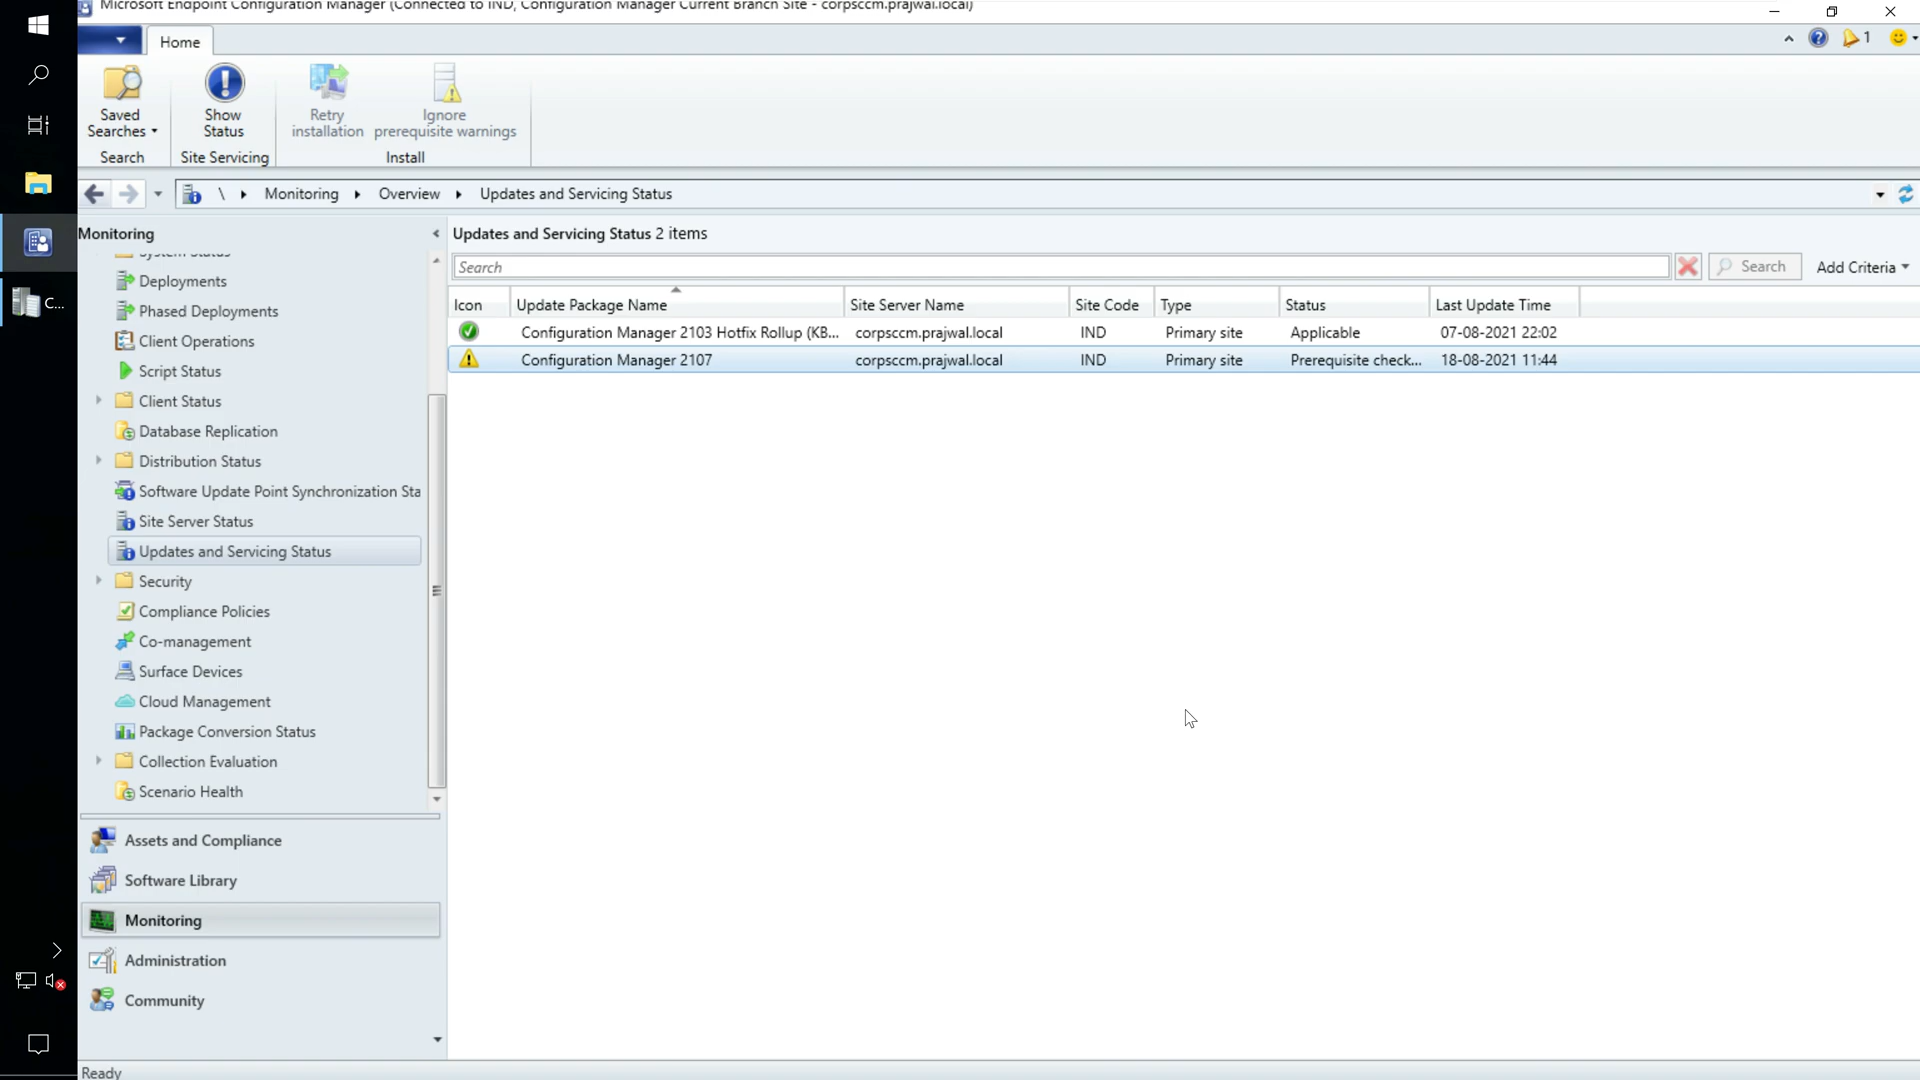 Microsoft Endpoint Configuration Manager (Connected to IND, Configuration Manager Current Branch Site - corpsccm.prajwal.local)
Home
1
Saved Searches
Show Status
Retry installation
Ignore prerequisite warnings
Search
Site Servicing
Install
\ Monitoring Overview Updates and Servicing Status
Monitoring
Updates and Servicing Status 2 items
Search
Search
Add Criteria
Icon Update Package Name Site Server Name Site Code Type Status Last Update Time
Configuration Manager 2103 Hotfix Rollup (KB... corpsccm.prajwal.local IND Primary site Applicable 07-08-2021 22:02
Configuration Manager 2107 corpsccm.prajwal.local IND Primary site Prerequisite check... 18-08-2021 11:44
System Status
Deployments
Phased Deployments
Client Operations
Script Status
Client Status
Database Replication
Distribution Status
Software Update Point Synchronization Sta
Site Server Status
Updates and Servicing Status
Security
Compliance Policies
Co-management
Surface Devices
Cloud Management
Package Conversion Status
Collection Evaluation
Scenario Health
Assets and Compliance
Software Library
Monitoring
Administration
Community
Ready
C...